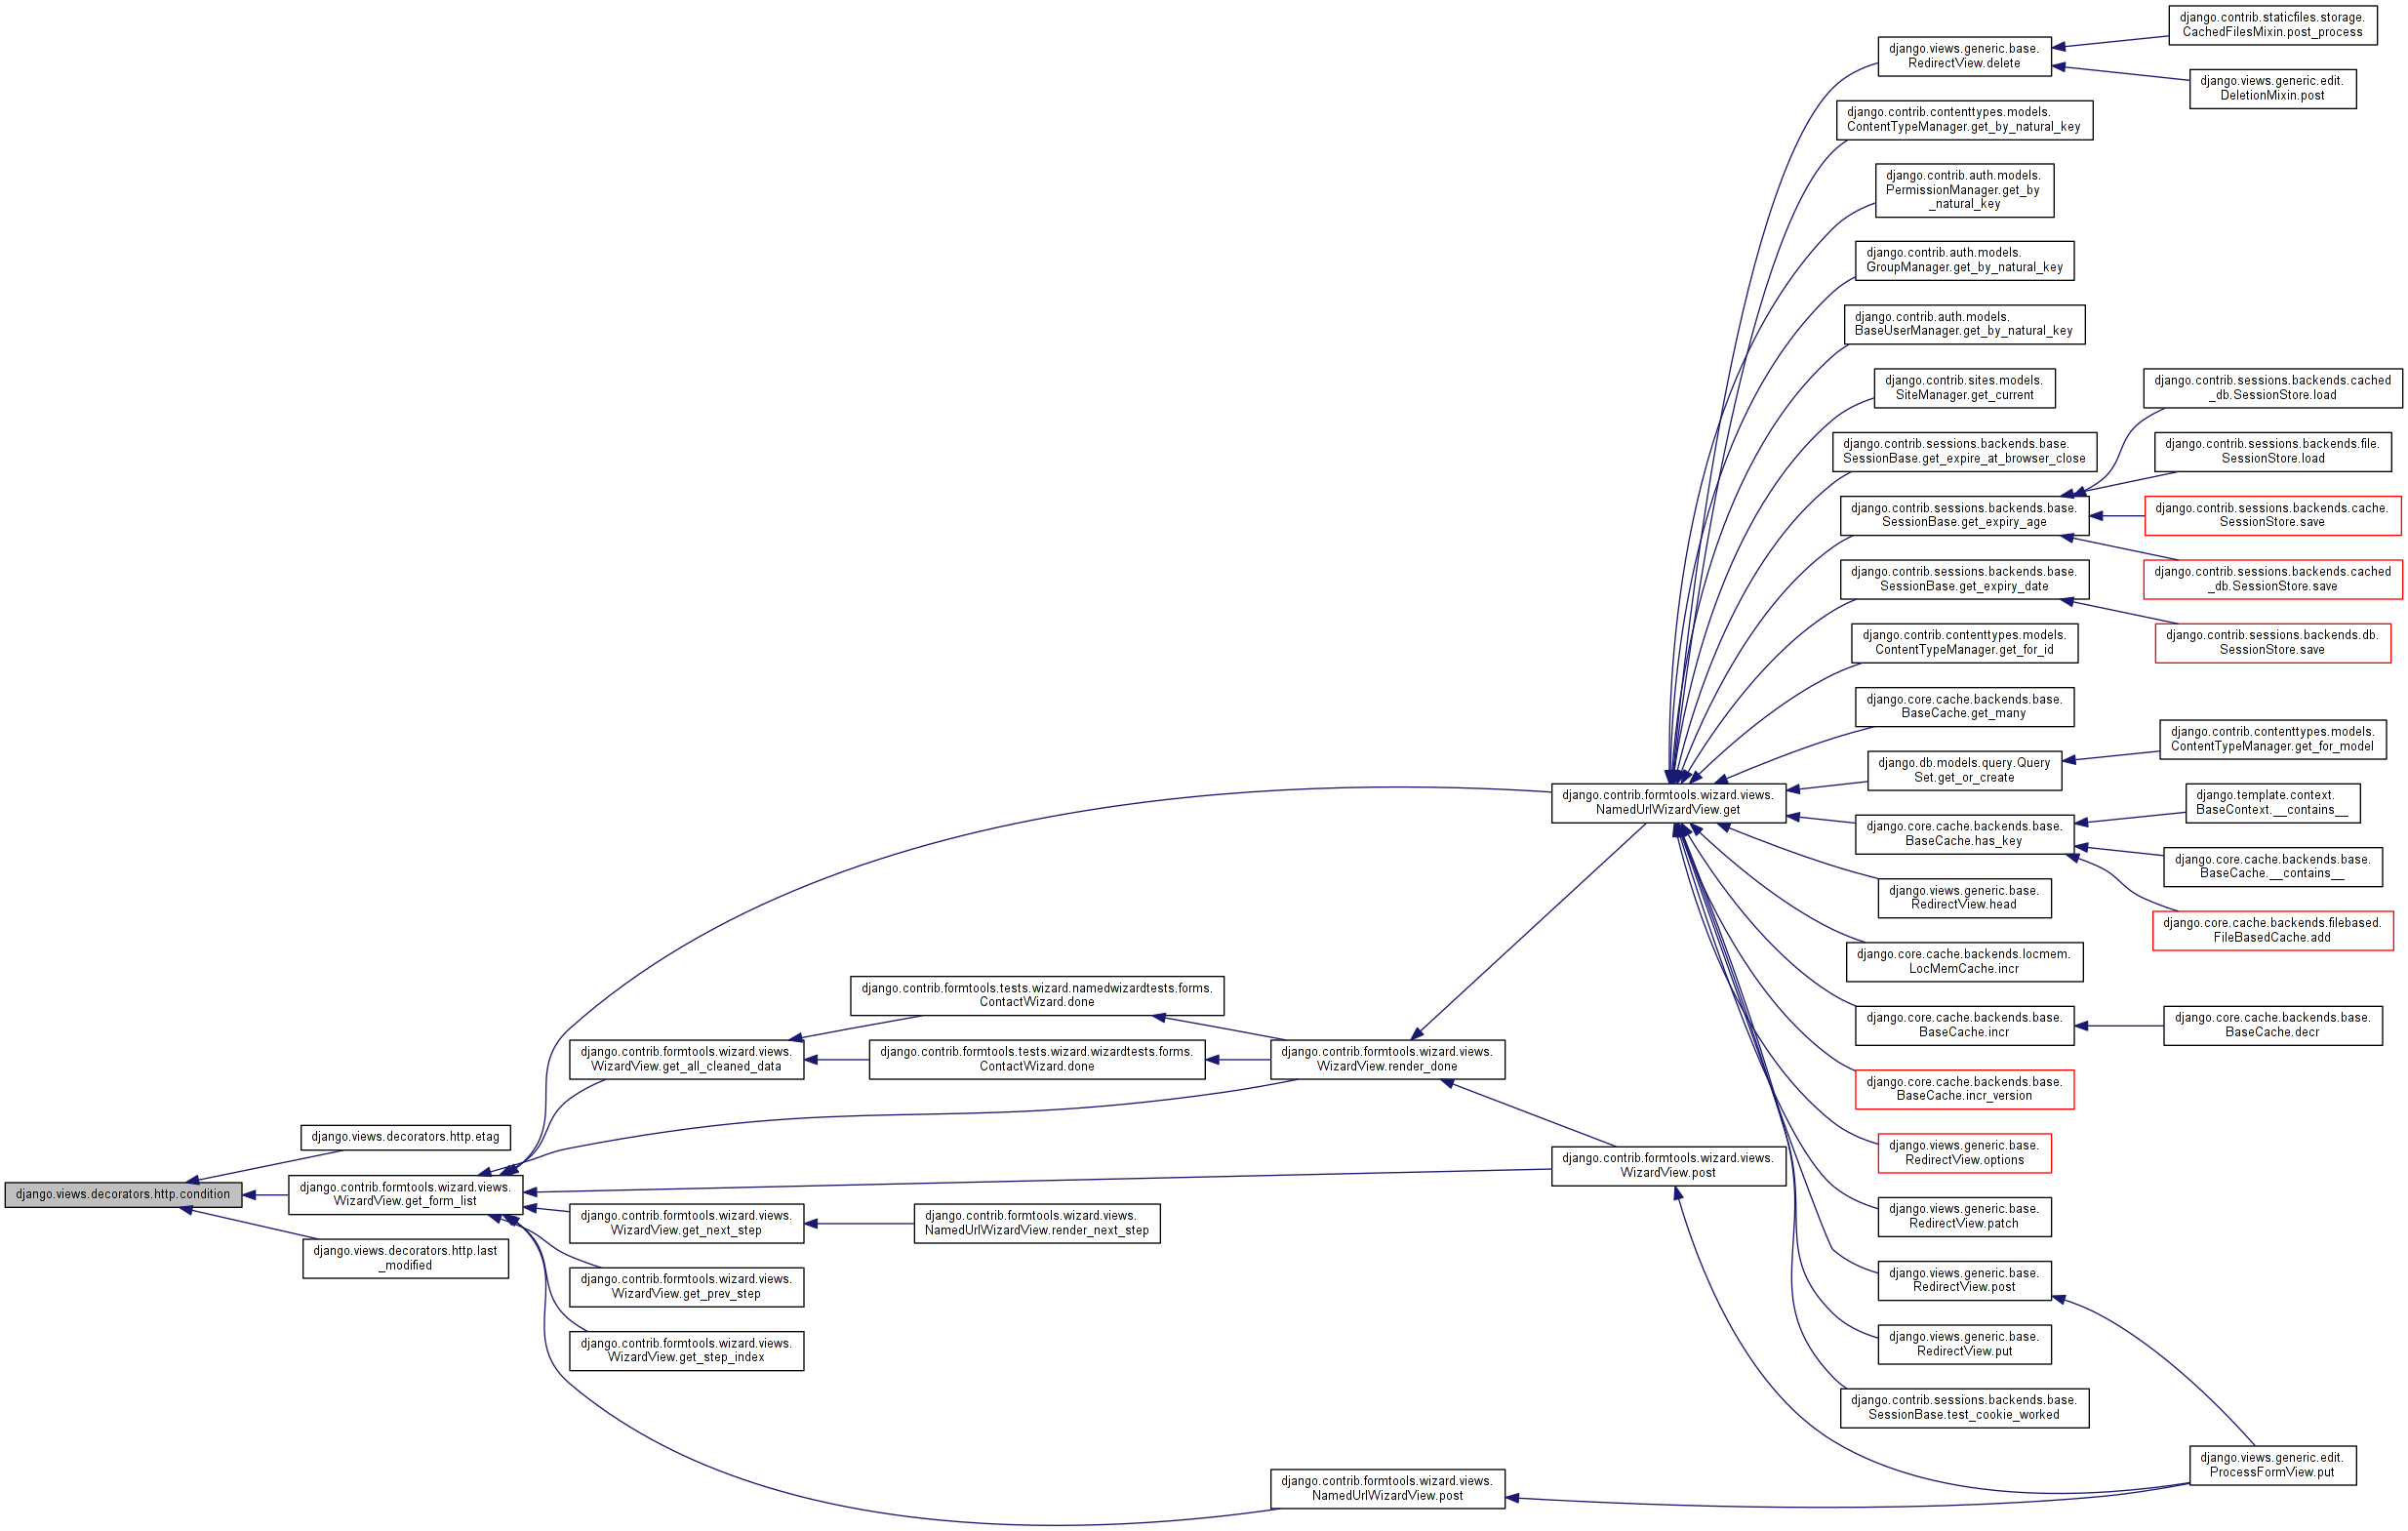 django.views.decorators.http.condition
django.views.decorators.http.etag
django.contrib.formtools.wizard.views.
WizardView.get_form_list
django.views.decorators.http.last
_modified
django.contrib.formtools.wizard.views.
WizardView.get_all_cleaned_data
django.contrib.formtools.wizard.views.
WizardView.get_next_step
django.contrib.formtools.wizard.views.
WizardView.get_prev_step
django.contrib.formtools.wizard.views.
WizardView.get_step_index
django.contrib.formtools.tests.wizard.namedwizardtests.forms.
ContactWizard.done
django.contrib.formtools.tests.wizard.wizardtests.forms.
ContactWizard.done
django.contrib.formtools.wizard.views.
NamedUrlWizardView.render_next_step
django.contrib.formtools.wizard.views.
WizardView.render_done
django.contrib.formtools.wizard.views.
NamedUrlWizardView.post
django.contrib.formtools.wizard.views.
NamedUrlWizardView.get
django.contrib.formtools.wizard.views.
WizardView.post
django.views.generic.base.
RedirectView.delete
django.contrib.contenttypes.models.
ContentTypeManager.get_by_natural_key
django.contrib.auth.models.
PermissionManager.get_by
_natural_key
django.contrib.auth.models.
GroupManager.get_by_natural_key
django.contrib.auth.models.
BaseUserManager.get_by_natural_key
django.contrib.sites.models.
SiteManager.get_current
django.contrib.sessions.backends.base.
SessionBase.get_expire_at_browser_close
django.contrib.sessions.backends.base.
SessionBase.get_expiry_age
django.contrib.sessions.backends.base.
SessionBase.get_expiry_date
django.contrib.contenttypes.models.
ContentTypeManager.get_for_id
django.core.cache.backends.base.
BaseCache.get_many
django.db.models.query.Query
Set.get_or_create
django.core.cache.backends.base.
BaseCache.has_key
django.views.generic.base.
RedirectView.head
django.core.cache.backends.locmem.
LocMemCache.incr
django.core.cache.backends.base.
BaseCache.incr
django.core.cache.backends.base.
BaseCache.incr_version
django.views.generic.base.
RedirectView.options
django.views.generic.base.
RedirectView.patch
django.views.generic.base.
RedirectView.post
django.views.generic.base.
RedirectView.put
django.contrib.sessions.backends.base.
SessionBase.test_cookie_worked
django.contrib.staticfiles.storage.
CachedFilesMixin.post_process
django.views.generic.edit.
DeletionMixin.post
django.contrib.sessions.backends.cached
_db.SessionStore.load
django.contrib.sessions.backends.file.
SessionStore.load
django.contrib.sessions.backends.cache.
SessionStore.save
django.contrib.sessions.backends.cached
_db.SessionStore.save
django.contrib.sessions.backends.db.
SessionStore.save
django.contrib.contenttypes.models.
ContentTypeManager.get_for_model
django.template.context.
BaseContext.__contains__
django.core.cache.backends.base.
BaseCache.__contains__
django.core.cache.backends.filebased.
FileBasedCache.add
django.core.cache.backends.base.
BaseCache.decr
django.views.generic.edit.
ProcessFormView.put